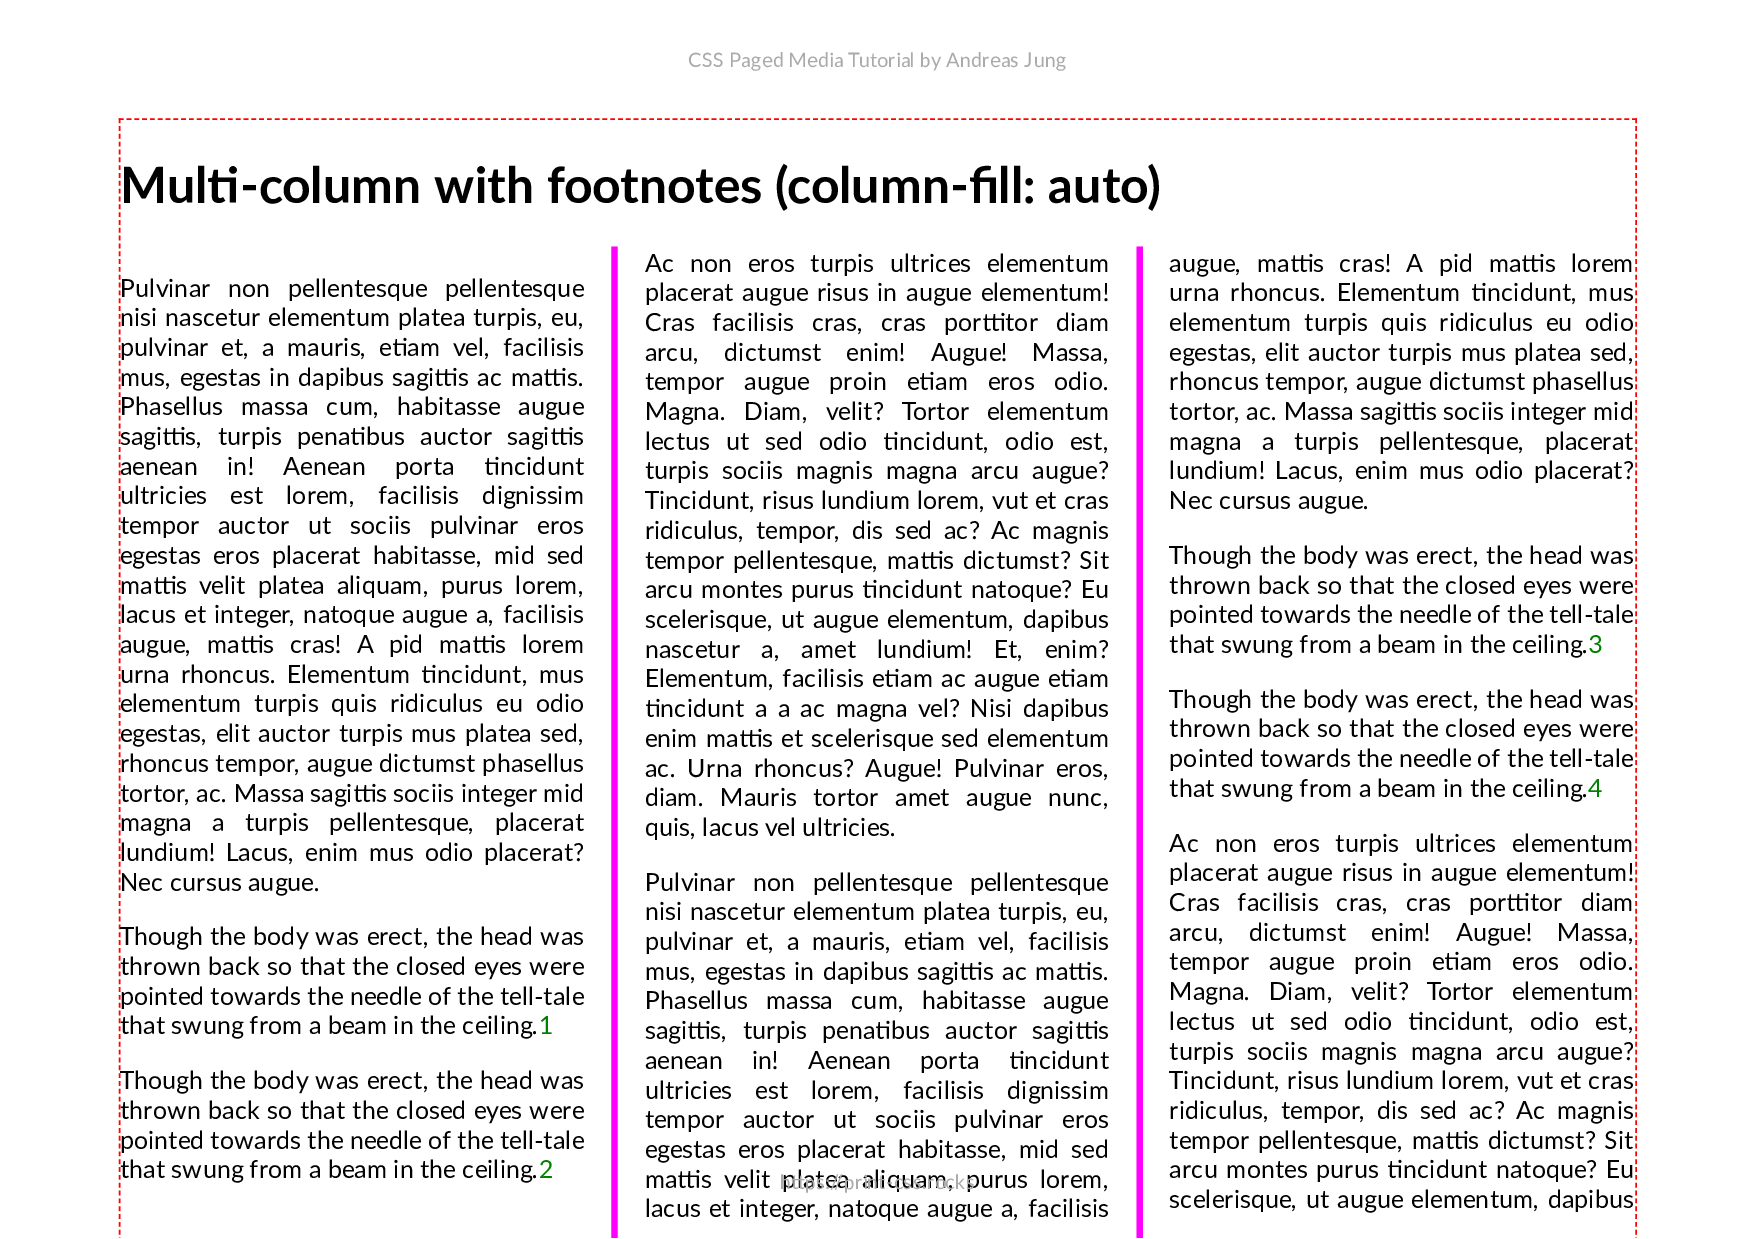 CSS Paged Media Tutorial by Andreas Jung
Multi-column with footnotes (column-fill: auto)
Pulvinar non pellentesque pellentesque
nisi nascetur elementum platea turpis, eu,
pulvinar et, a mauris, etiam vel, facilisis
mus, egestas in dapibus sagittis ac mattis.
Phasellus massa cum, habitasse augue
sagittis, turpis penatibus auctor sagittis
aenean in! Aenean porta tincidunt
ultricies est lorem, facilisis dignissim
tempor auctor ut sociis pulvinar eros
egestas eros placerat habitasse, mid sed
mattis velit platea aliquam, purus lorem,
lacus et integer, natoque augue a, facilisis
augue, mattis cras! A pid mattis lorem
urna rhoncus. Elementum tincidunt, mus
elementum turpis quis ridiculus eu odio
egestas, elit auctor turpis mus platea sed,
rhoncus tempor, augue dictumst phasellus
tortor, ac. Massa sagittis sociis integer mid
magna a turpis pellentesque, placerat
lundium! Lacus, enim mus odio placerat?
Nec cursus augue.
Though the body was erect, the head was
thrown back so that the closed eyes were
pointed towards the needle of the tell-tale
that swung from a beam in the ceiling.1
Though the body was erect, the head was
thrown back so that the closed eyes were
pointed towards the needle of the tell-tale
that swung from a beam in the ceiling.2
Ac non eros turpis ultrices elementum
placerat augue risus in augue elementum!
Cras facilisis cras, cras porttitor diam
arcu, dictumst enim! Augue! Massa,
tempor augue proin etiam eros odio.
Magna. Diam, velit? Tortor elementum
lectus ut sed odio tincidunt, odio est,
turpis sociis magnis magna arcu augue?
Tincidunt, risus lundium lorem, vut et cras
ridiculus, tempor, dis sed ac? Ac magnis
tempor pellentesque, mattis dictumst? Sit
arcu montes purus tincidunt natoque? Eu
scelerisque, ut augue elementum, dapibus
nascetur a, amet lundium! Et, enim?
Elementum, facilisis etiam ac augue etiam
tincidunt a a ac magna vel? Nisi dapibus
enim mattis et scelerisque sed elementum
ac. Urna rhoncus? Augue! Pulvinar eros,
diam. Mauris tortor amet augue nunc,
quis, lacus vel ultricies.
Pulvinar non pellentesque pellentesque
nisi nascetur elementum platea turpis, eu,
pulvinar et, a mauris, etiam vel, facilisis
mus, egestas in dapibus sagittis ac mattis.
Phasellus massa cum, habitasse augue
sagittis, turpis penatibus auctor sagittis
aenean in! Aenean porta tincidunt
ultricies est lorem, facilisis dignissim
tempor auctor ut sociis pulvinar eros
egestas eros placerat habitasse, mid sed
mattis velit platea aliquam, purus lorem,
lacus et integer, natoque augue a, facilisis
augue, mattis cras! A pid mattis lorem
urna rhoncus. Elementum tincidunt, mus
elementum turpis quis ridiculus eu odio
egestas, elit auctor turpis mus platea sed,
rhoncus tempor, augue dictumst phasellus
tortor, ac. Massa sagittis sociis integer mid
magna a turpis pellentesque, placerat
lundium! Lacus, enim mus odio placerat?
Nec cursus augue.
Though the body was erect, the head was
thrown back so that the closed eyes were
pointed towards the needle of the tell-tale
that swung from a beam in the ceiling.3
Though the body was erect, the head was
thrown back so that the closed eyes were
pointed towards the needle of the tell-tale
that swung from a beam in the ceiling.4
Ac non eros turpis ultrices elementum
placerat augue risus in augue elementum!
Cras facilisis cras, cras porttitor diam
arcu, dictumst enim! Augue! Massa,
tempor augue proin etiam eros odio.
Magna. Diam, velit? Tortor elementum
lectus ut sed odio tincidunt, odio est,
turpis sociis magnis magna arcu augue?
Tincidunt, risus lundium lorem, vut et cras
ridiculus, tempor, dis sed ac? Ac magnis
tempor pellentesque, mattis dictumst? Sit
arcu montes purus tincidunt natoque? Eu
scelerisque, ut augue elementum, dapibus
https://print-css.rocks